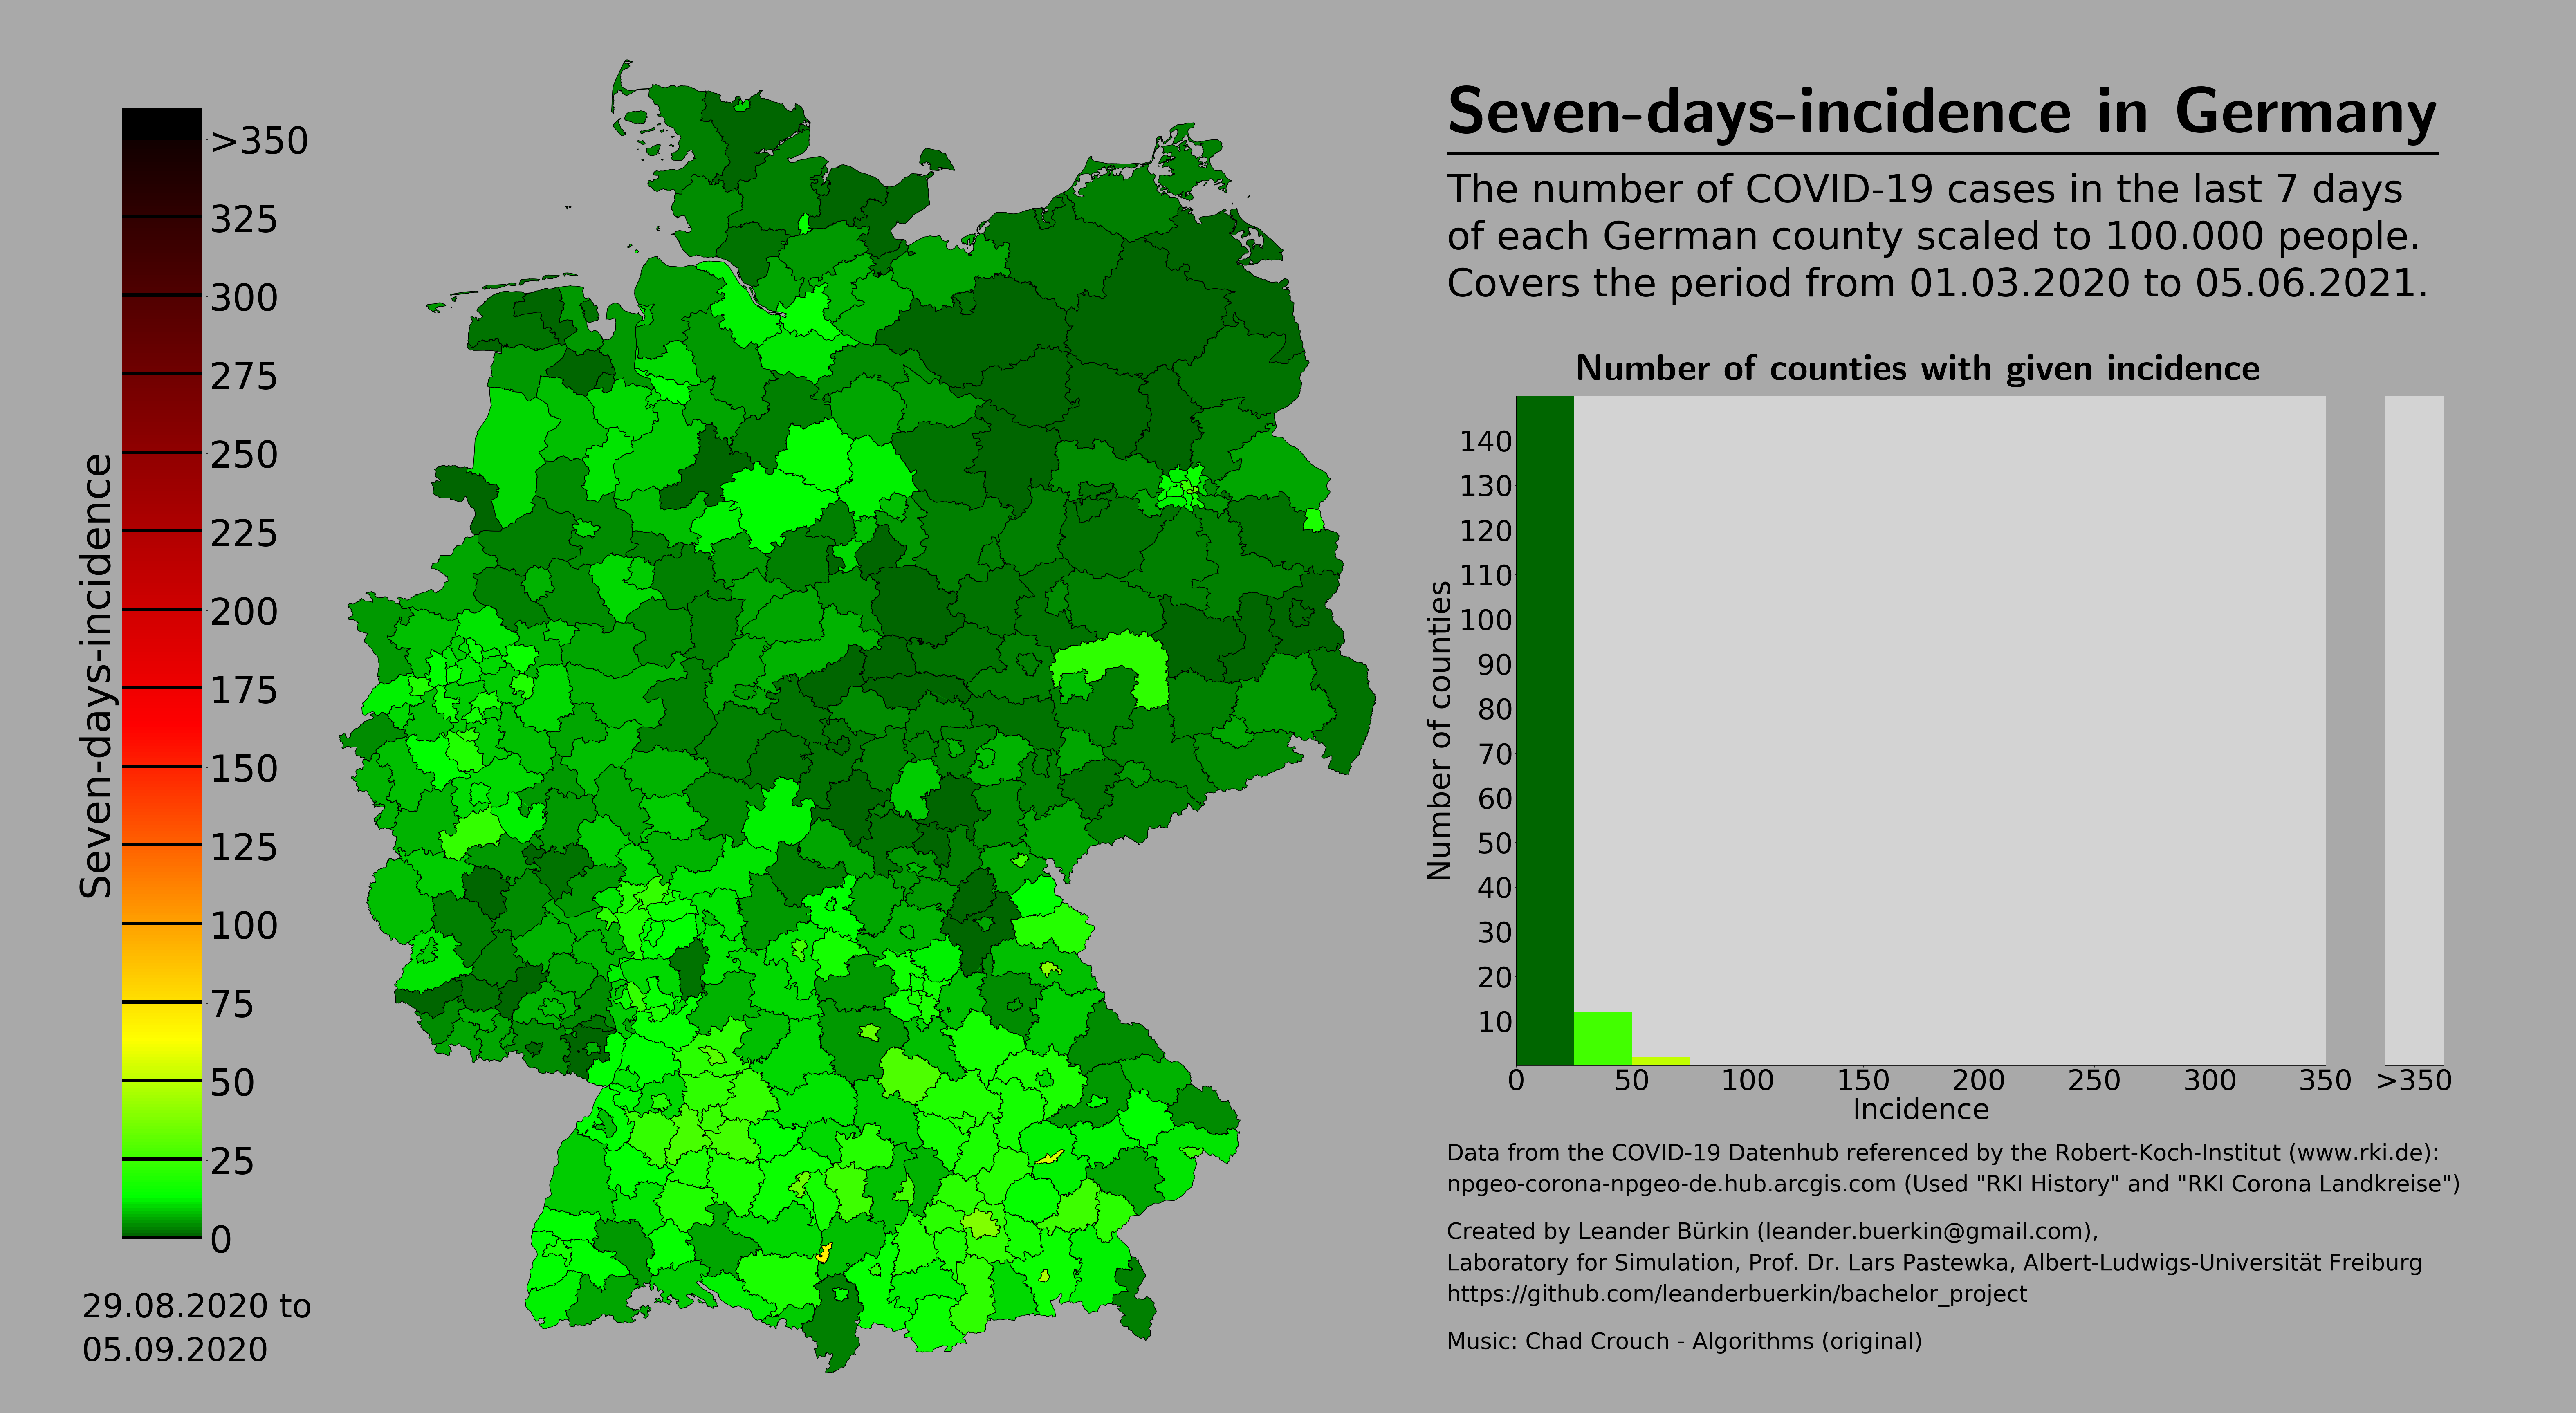 Seven-days-incidence in Germany
The number of COVID-19 cases in the last 7 days
of each German county scaled to 100.000 people.
Covers the period from 01.03.2020 to 05.06.2021.
Seven-days-incidence
>350
325
300
275
250
225
200
175
150
125
100
75
50
25
0
29.08.2020 to
05.09.2020
Number of counties with given incidence
Number of counties
140
130
120
110
100
90
80
70
60
50
40
30
20
10
0 50 100 150 200 250 300 350 >350
Incidence
Data from the COVID-19 Datenhub referenced by the Robert-Koch-Institut (www.rki.de):
npgeo-corona-npgeo-de.hub.arcgis.com (Used "RKI History" and "RKI Corona Landkreise")
Created by Leander Bürkin (leander.buerkin@gmail.com),
Laboratory for Simulation, Prof. Dr. Lars Pastewka, Albert-Ludwigs-Universität Freiburg
https://github.com/leanderbuerkin/bachelor_project
Music: Chad Crouch - Algorithms (original)